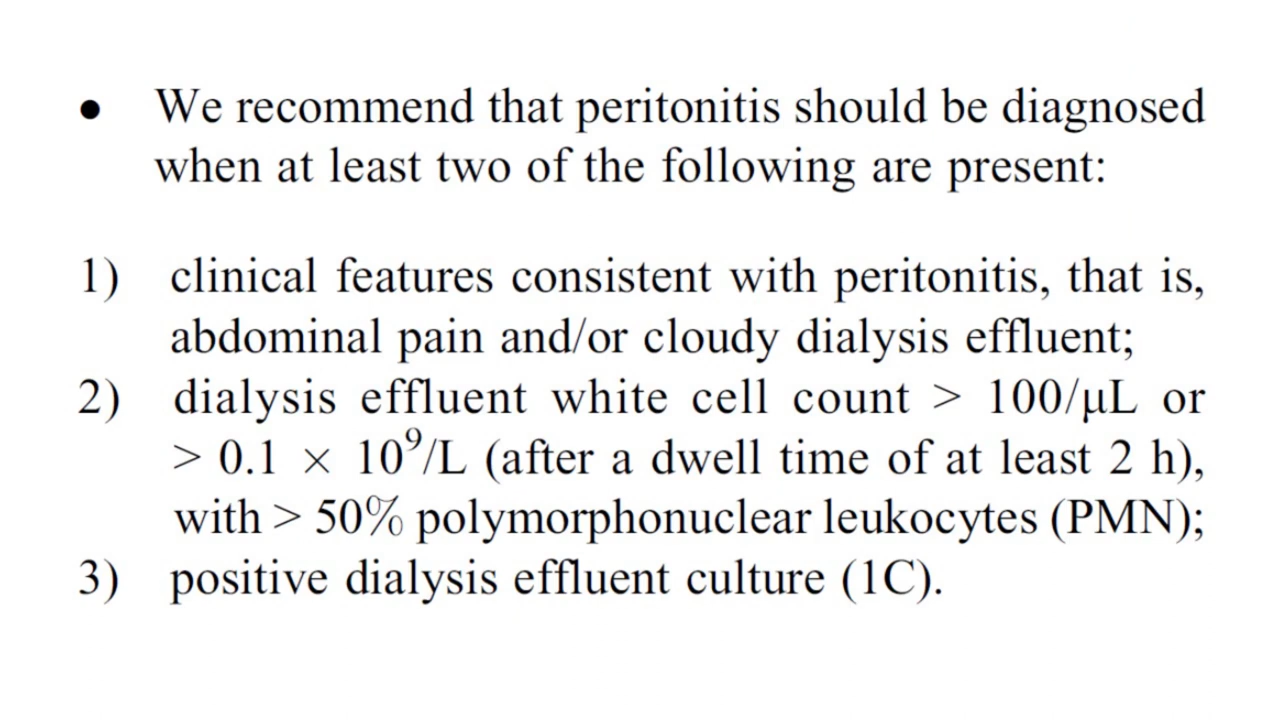 ● We recommend that peritonitis should be diagnosed
when at least two of the following are present:
1) clinical features consistent with peritonitis, that is,
abdominal pain and/or cloudy dialysis effluent;
2) dialysis effluent white cell count > 100/μL or
> 0.1 × 10⁹/L (after a dwell time of at least 2 h),
with > 50% polymorphonuclear leukocytes (PMN);
3) positive dialysis effluent culture (1C).